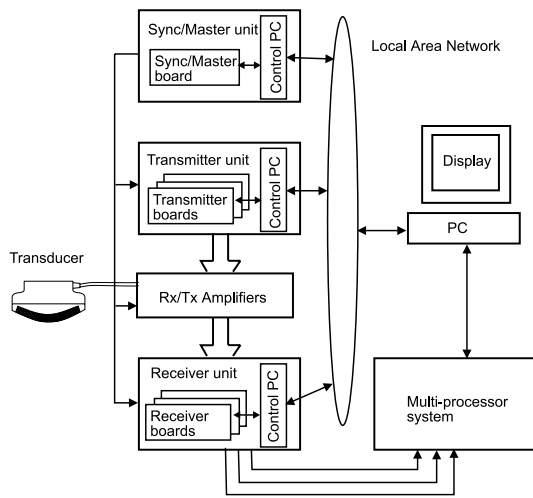 Sync/Master unit
Sync/Master
board
Control PC
Local Area Network
Transmitter unit
Transmitter
boards
Control PC
Display
PC
Transducer
Rx/Tx Amplifiers
Receiver unit
Receiver
boards
Control PC
Multi-processor
system